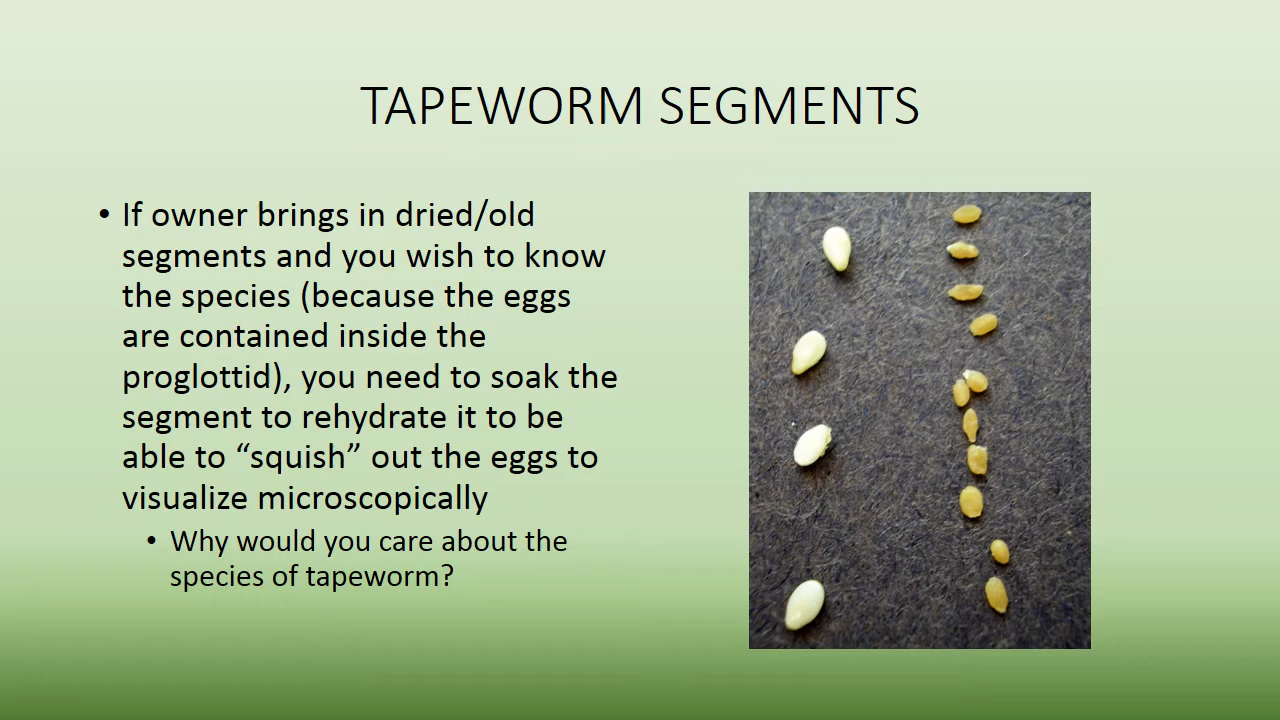 TAPEWORM SEGMENTS
• If owner brings in dried/old
segments and you wish to know
the species (because the eggs
are contained inside the
proglottid), you need to soak the
segment to rehydrate it to be
able to “squish” out the eggs to
visualize microscopically
• Why would you care about the
species of tapeworm?